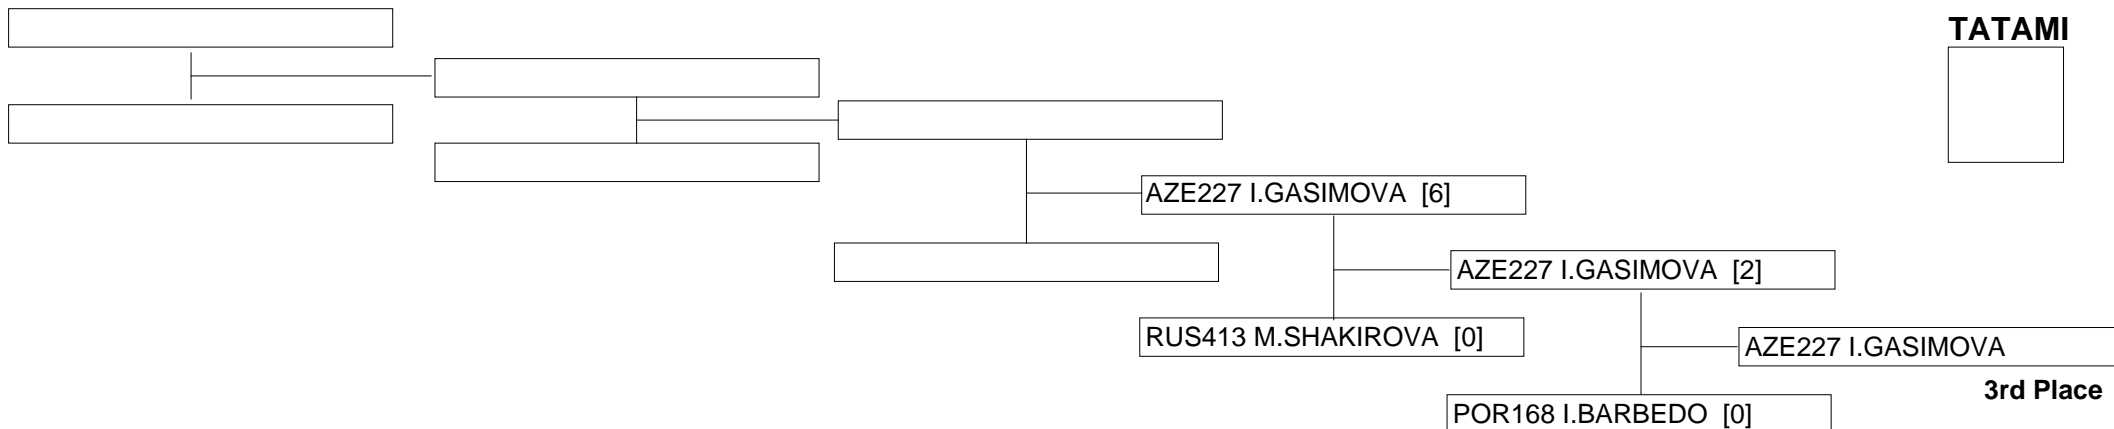 TATAMI
AZE227 I.GASIMOVA [6]
AZE227 I.GASIMOVA [2]
RUS413 M.SHAKIROVA [0]
AZE227 I.GASIMOVA
3rd Place
POR168 I.BARBEDO [0]